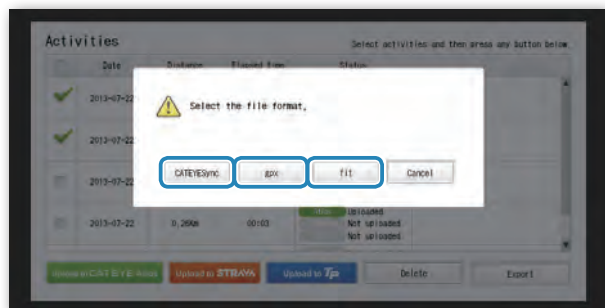 Activities
Select activities and then press any button below.
Date Distance Elapsed time Status
2013-07-22
Select the file format.
2013-07-22
CATEYESync gpx fit Cancel
2013-07-22
Uploaded
2013-07-22 0.26km 00:03 Not uploaded
Not uploaded
Upload to CATEYE Atlas Upload to STRAVA Upload to Tp Delete Export